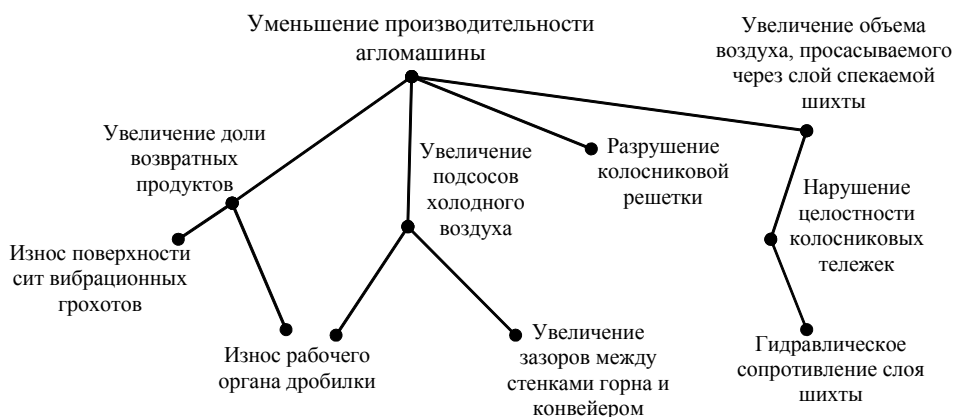 Уменьшение производительности
агломашины
Увеличение объема
воздуха, просасываемого
через слой спекаемой
шихты
Увеличение доли
возвратных
продуктов
Увеличение
подсосов
холодного
воздуха
Разрушение
колосниковой
решетки
Нарушение
целостности
колосниковых
тележек
Износ поверхности
сит вибрационных
грохотов
Износ рабочего
органа дробилки
Увеличение
зазоров между
стенками горна и
конвейером
Гидравлическое
сопротивление слоя
шихты